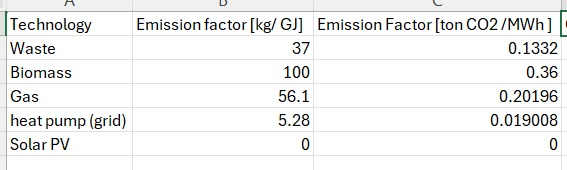 A B C
Technology Emission factor [kg/ GJ] Emission Factor [ton CO2 /MWh ]
Waste 37 0.1332
Biomass 100 0.36
Gas 56.1 0.20196
heat pump (grid) 5.28 0.019008
Solar PV 0 0